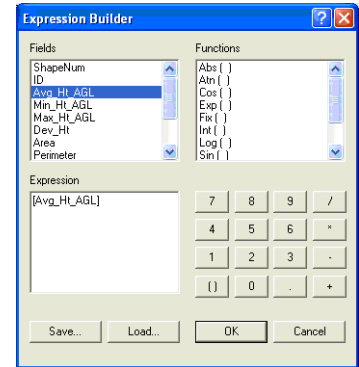 Expression Builder
Fields
ShapeNum
ID
Avg_Ht_AGL
Min_Ht_AGL
Max_Ht_AGL
Dev_Ht
Area
Perimeter
Functions
Abs ( )
Atn ( )
Cos ( )
Exp ( )
Fix ( )
Int ( )
Log ( )
Sin ( )
Expression
[Avg_Ht_AGL]
7 8 9 /
4 5 6 *
1 2 3 -
( ) 0 . +
Save... Load... OK Cancel